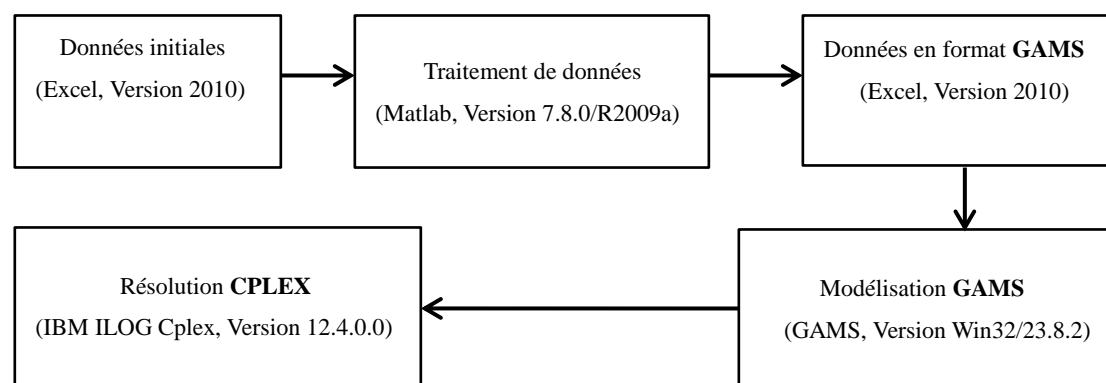 Données initiales
(Excel, Version 2010)
Traitement de données
(Matlab, Version 7.8.0/R2009a)
Données en format GAMS
(Excel, Version 2010)
Modélisation GAMS
(GAMS, Version Win32/23.8.2)
Résolution CPLEX
(IBM ILOG Cplex, Version 12.4.0.0)